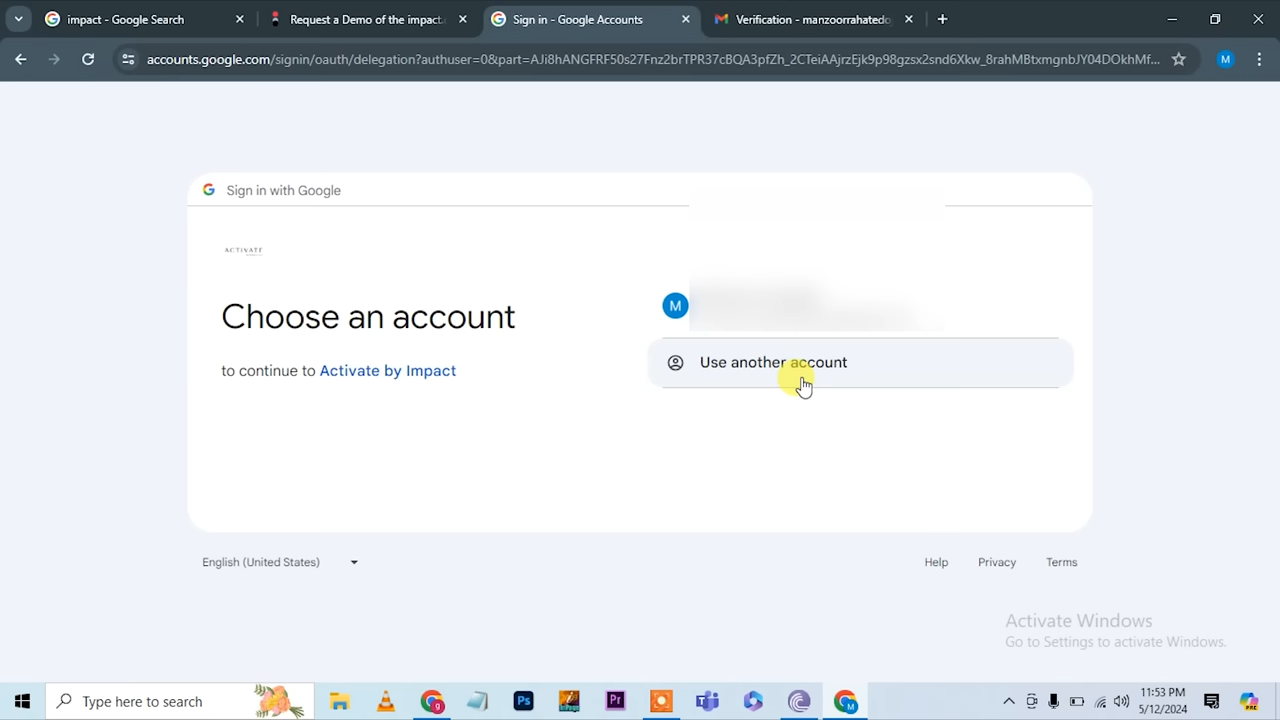 impact - Google Search
Request a Demo of the impact.c
Sign in - Google Accounts
Verification - manzoorrahatedo
accounts.google.com/signin/oauth/delegation?authuser=0&part=AJi8hANGFRF50s27Fnz2brTPR37cBQA3pfZh_2CTeiAAjrzEjk9p98gzsx2snd6Xkw_8rahMBtxmgnbJY04DOkhMf...
M
Sign in with Google
ACTIVATE
Choose an account
to continue to Activate by Impact
M
Use another account
English (United States)
Help
Privacy
Terms
Activate Windows
Go to Settings to activate Windows.
Type here to search
Ps
Pr
11:53 PM
5/12/2024